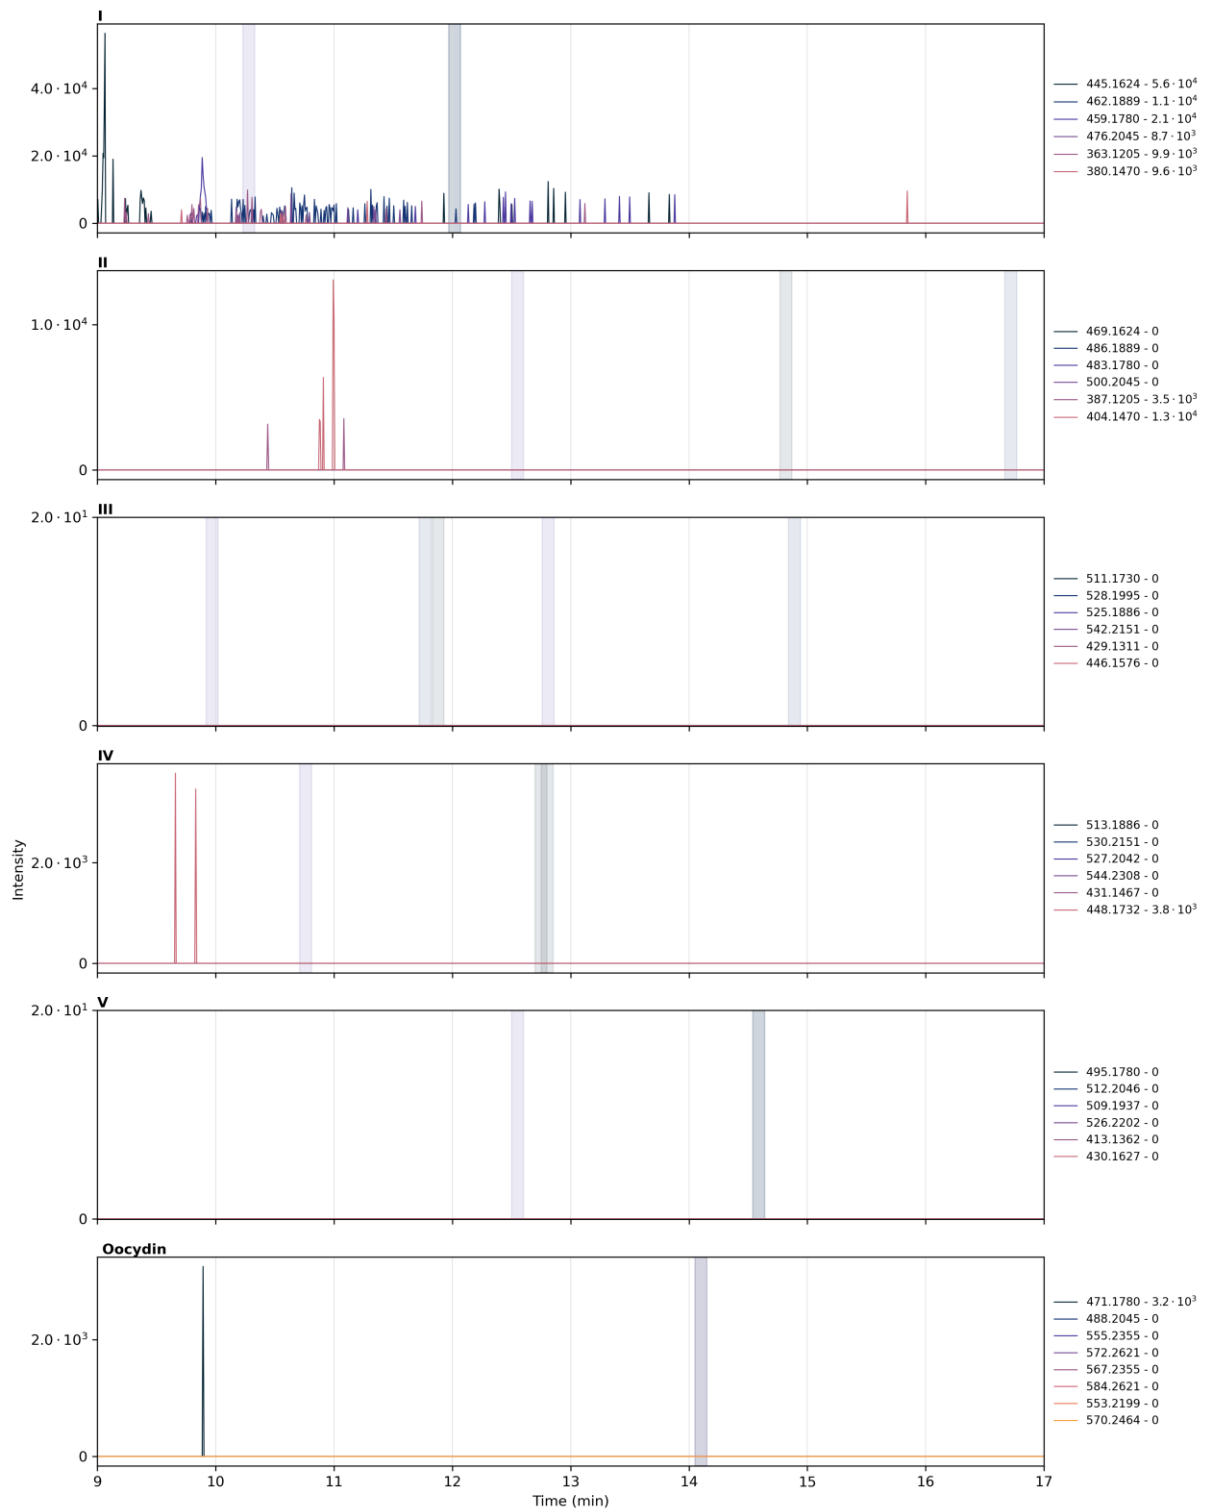 I
4.0·10⁴
2.0·10⁴
0
445.1624 - 5.6·10⁴
462.1889 - 1.1·10⁴
459.1780 - 2.1·10⁴
476.2045 - 8.7·10³
363.1205 - 9.9·10³
380.1470 - 9.6·10³
II
1.0·10⁴
0
469.1624 - 0
486.1889 - 0
483.1780 - 0
500.2045 - 0
387.1205 - 3.5·10³
404.1470 - 1.3·10⁴
III
2.0·10¹
0
511.1730 - 0
528.1995 - 0
525.1886 - 0
542.2151 - 0
429.1311 - 0
446.1576 - 0
IV
2.0·10³
0
513.1886 - 0
530.2151 - 0
527.2042 - 0
544.2308 - 0
431.1467 - 0
448.1732 - 3.8·10³
Intensity
V
2.0·10¹
0
495.1780 - 0
512.2046 - 0
509.1937 - 0
526.2202 - 0
413.1362 - 0
430.1627 - 0
Oocydin
2.0·10³
0
471.1780 - 3.2·10³
488.2045 - 0
555.2355 - 0
572.2621 - 0
567.2355 - 0
584.2621 - 0
553.2199 - 0
570.2464 - 0
9 10 11 12 13 14 15 16 17
Time (min)